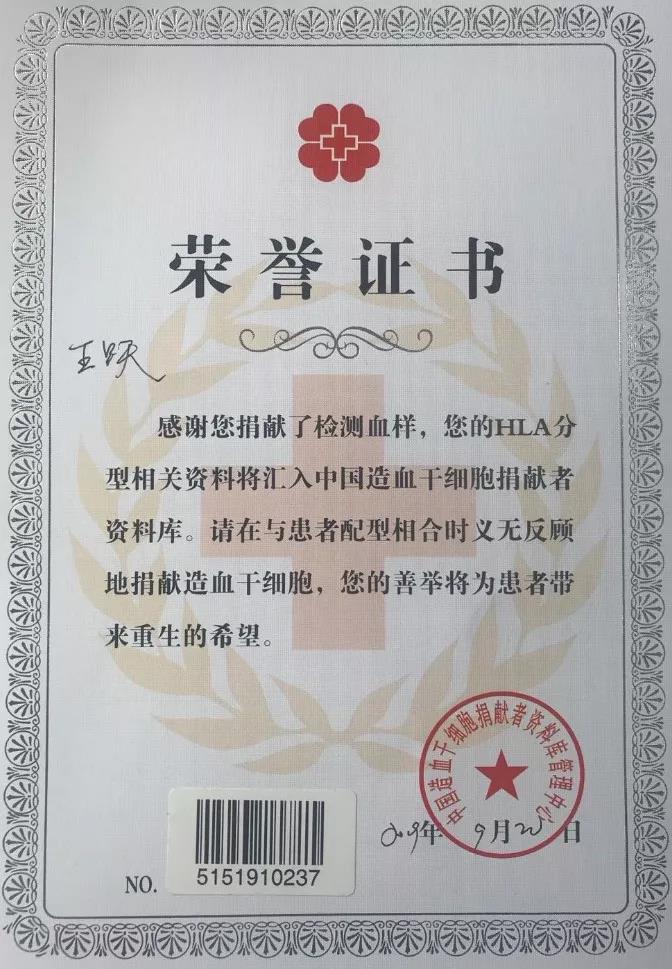 荣誉证书
王跃
感谢您捐献了检测血样，您的HLA分
型相关资料将汇入中国造血干细胞捐献者
资料库。请在与患者配型相合时义无反顾
地捐献造血干细胞，您的善举将为患者带
来重生的希望。
中国造血干细胞捐献者资料库管理中心
年9月 日
NO.
5151910237